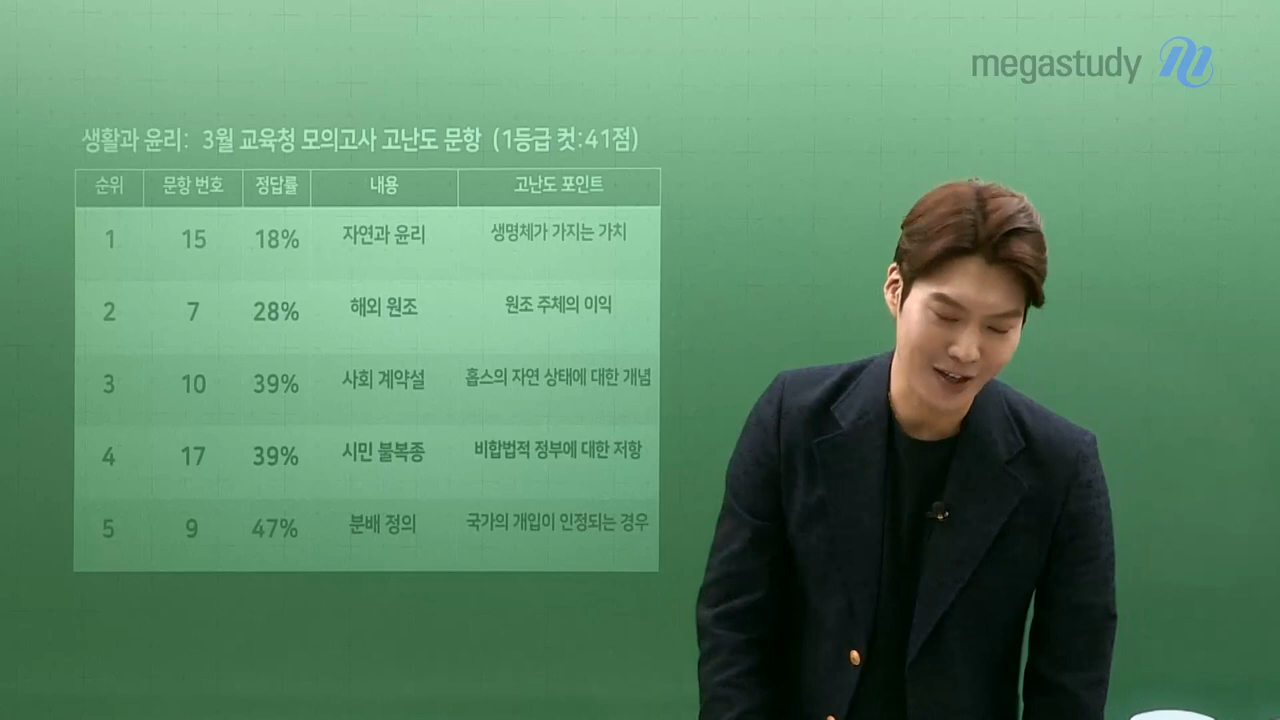 megastudy
생활과 윤리: 3월 교육청 모의고사 고난도 문항 (1등급 컷:41점)
순위 문항 번호 정답률 내용 고난도 포인트
1 15 18% 자연과 윤리 생명체가 가지는 가치
2 7 28% 해외 원조 원조 주체의 이익
3 10 39% 사회 계약설 홉스의 자연 상태에 대한 개념
4 17 39% 시민 불복종 비합법적 정부에 대한 저항
5 9 47% 분배 정의 국가의 개입이 인정되는 경우